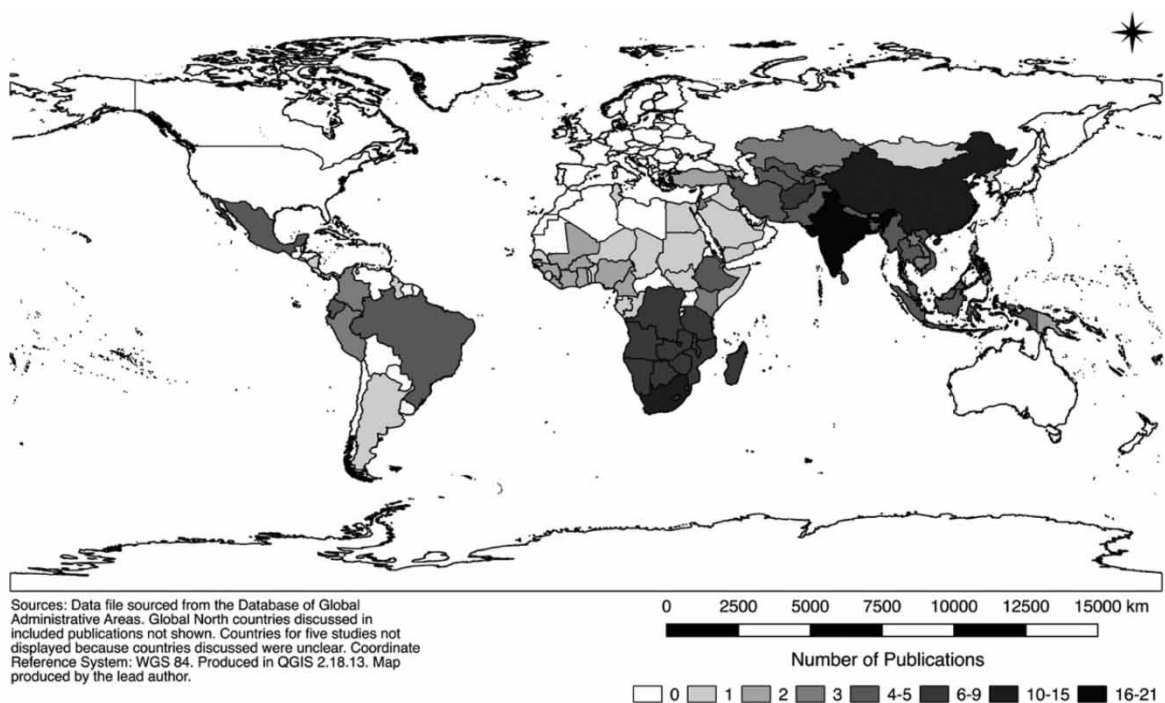 Sources: Data file sourced from the Database of Global
Administrative Areas. Global North countries discussed in
included publications not shown. Countries for five studies not
displayed because countries discussed were unclear. Coordinate
Reference System: WGS 84. Produced in QGIS 2.18.13. Map
produced by the lead author.
0 2500 5000 7500 10000 12500 15000 km
Number of Publications
0 1 2 3 4-5 6-9 10-15 16-21